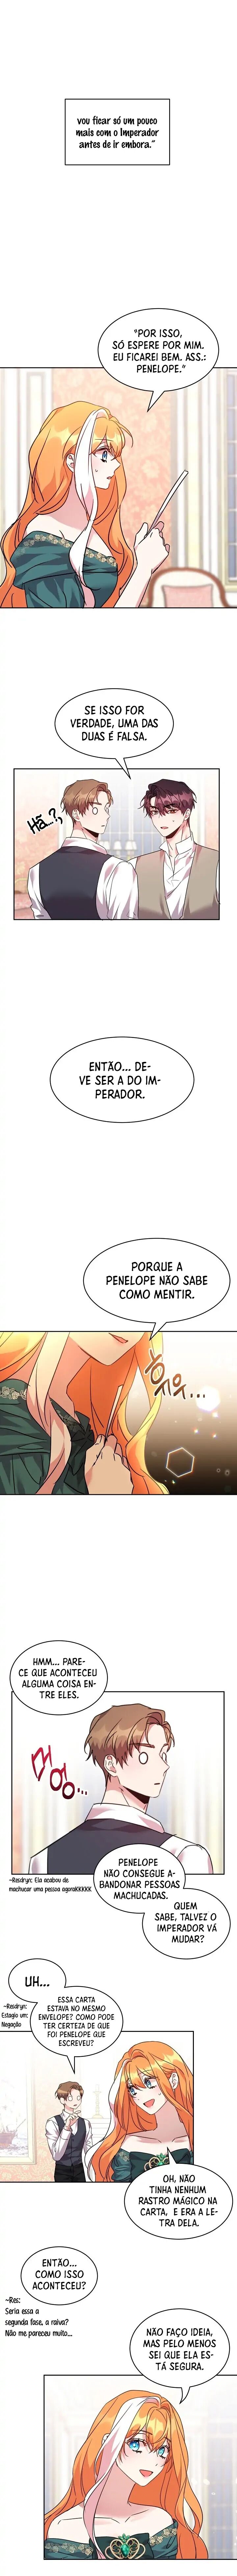 vou ficar só um pouco
mais com o Imperador
antes de ir embora.”
“POR ISSO,
SÓ ESPERE POR MIM.
EU FICAREI BEM. ASS.:
PENELOPE.”
SE ISSO FOR
VERDADE, UMA DAS
DUAS É FALSA.
Hã...?,
ENTÃO... DE-
VE SER A DO IM-
PERADOR.
PORQUE A
PENELOPE NÃO SABE
COMO MENTIR.
HMM... PARE-
CE QUE ACONTECEU
ALGUMA COISA EN-
TRE ELES.
~Resdryn: Ela acabou de
machucar uma pessoa agoraKKKKK
PENELOPE
NÃO CONSEGUE A-
BANDONAR PESSOAS
MACHUCADAS.
QUEM
SABE, TALVEZ O
IMPERADOR VÁ
MUDAR?
UH...
~Resdryn:
Estagio um:
Negação
ESSA CARTA
ESTAVA NO MESMO
ENVELOPE? COMO PODE
TER CERTEZA DE QUE
FOI PENELOPE QUE
ESCREVEU?
OH, NÃO
TINHA NENHUM
RASTRO MÁGICO NA
CARTA, E ERA A LE-
TRA DELA.
ENTÃO...
COMO ISSO
ACONTECEU?
~Res:
Seria essa a
segunda fase, a raiva?
Não me pareceu muito...
NÃO FAÇO IDEIA,
MAS PELO MENOS
SEI QUE ELA ES-
TÁ SEGURA.